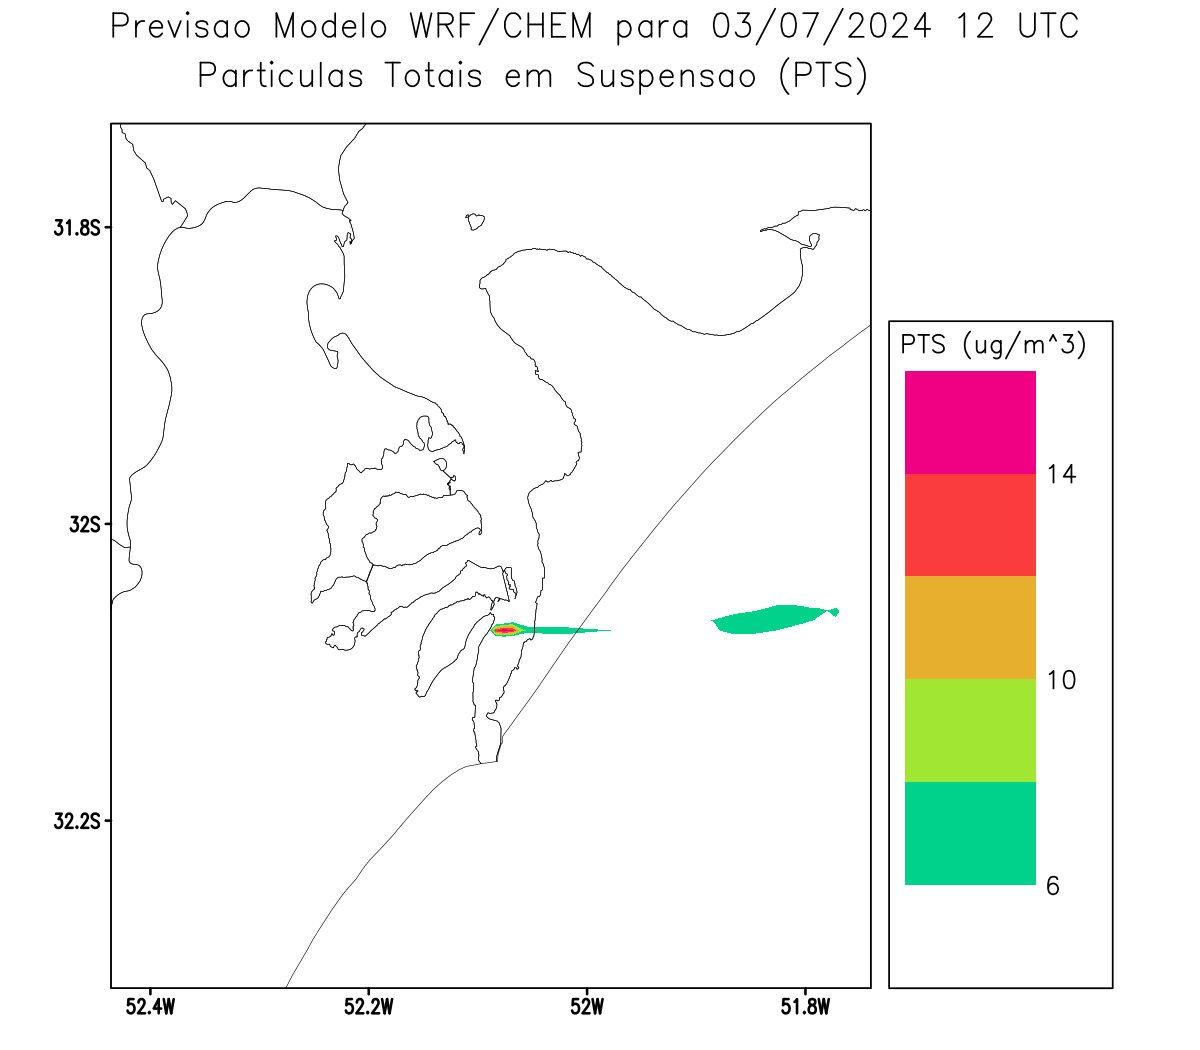 Previsao Modelo WRF/CHEM para 03/07/2024 12 UTC
Particulas Totais em Suspensao (PTS)
31.8S
32S
32.2S
52.4W
52.2W
52W
51.8W
PTS (ug/m^3)
14
10
6